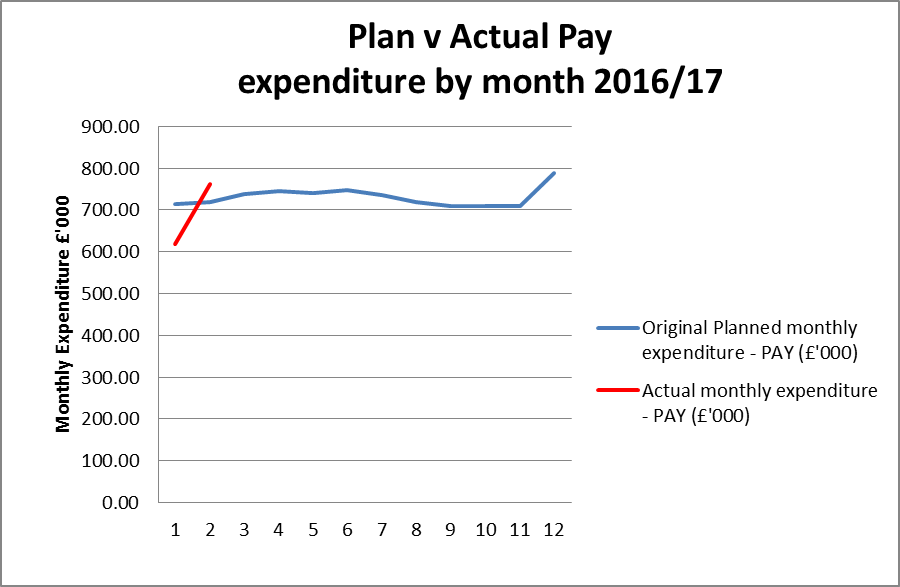 Plan v Actual Pay
expenditure by month 2016/17
900.00
800.00
700.00
600.00
500.00
400.00
300.00
200.00
100.00
0.00
Monthly Expenditure £'000
1 2 3 4 5 6 7 8 9 10 11 12
Original Planned monthly
expenditure - PAY (£'000)
Actual monthly expenditure
- PAY (£'000)